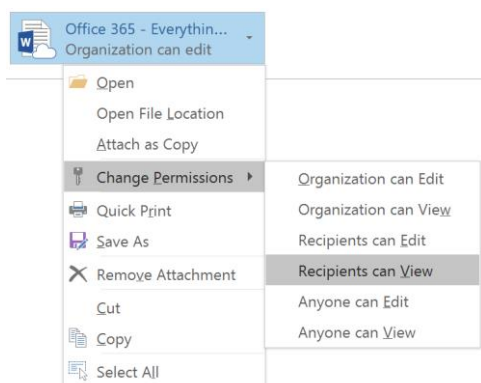 Office 365 - Everythin...
Organization can edit
Open
Open File Location
Attach as Copy
Change Permissions
Quick Print
Save As
Remove Attachment
Cut
Copy
Select All
Organization can Edit
Organization can View
Recipients can Edit
Recipients can View
Anyone can Edit
Anyone can View